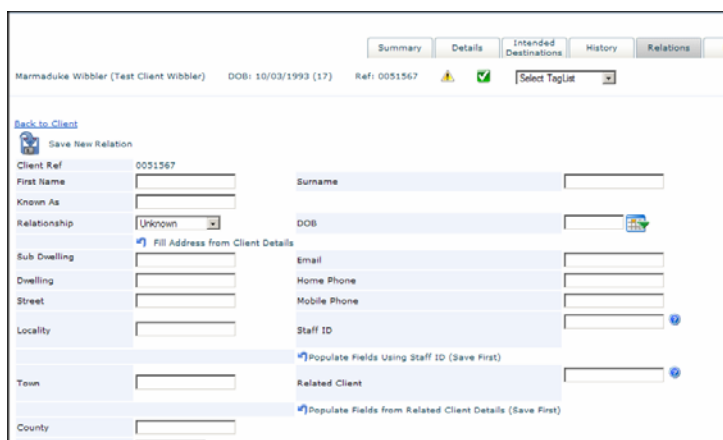 Summary Details Intended Destinations History Relations
Marmaduke Wibbler (Test Client Wibbler) DOB: 10/03/1993 (17) Ref: 0051567 Select TagList
Back to Client
Save New Relation
Client Ref 0051567
First Name Surname
Known As
Relationship Unknown DOB
Fill Address from Client Details
Sub Dwelling Email
Dwelling Home Phone
Street Mobile Phone
Locality Staff ID
Populate Fields Using Staff ID (Save First)
Town Related Client
Populate Fields from Related Client Details (Save First)
County